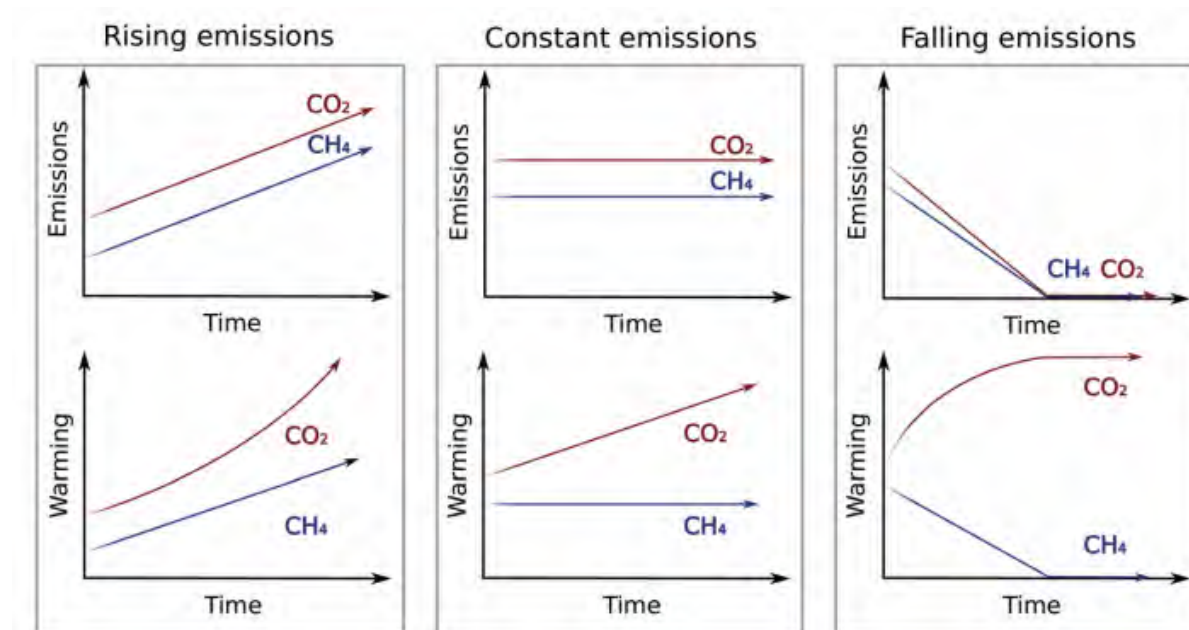 Rising emissions
Emissions
CO₂
CH₄
Time
Warming
CO₂
CH₄
Time
Constant emissions
Emissions
CO₂
CH₄
Time
Warming
CO₂
CH₄
Time
Falling emissions
Emissions
CH₄ CO₂
Time
Warming
CO₂
CH₄
Time